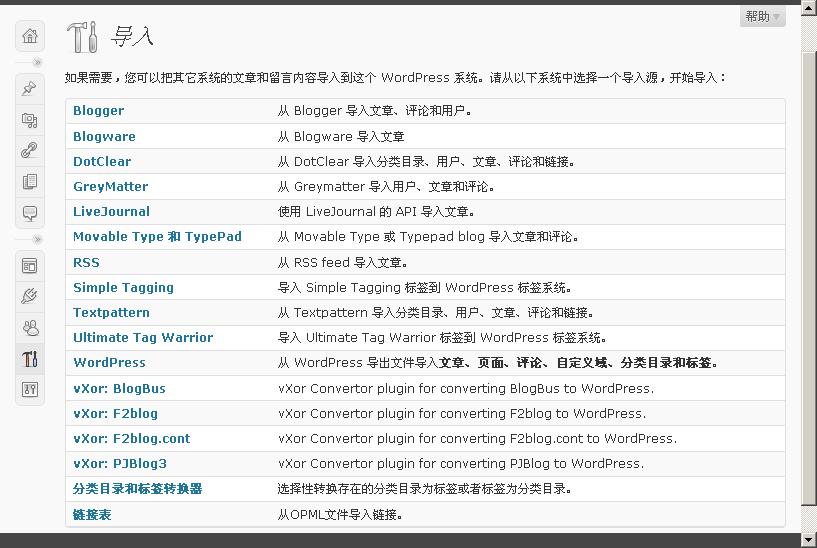 帮助
导入
如果需要，您可以把其它系统的文章和留言内容导入到这个 WordPress 系统。请从以下系统中选择一个导入源，开始导入：
Blogger 从 Blogger 导入文章、评论和用户。
Blogware 从 Blogware 导入文章
DotClear 从 DotClear 导入分类目录、用户、文章、评论和链接。
GreyMatter 从 Greymatter 导入用户、文章和评论。
LiveJournal 使用 LiveJournal 的 API 导入文章。
Movable Type 和 TypePad 从 Movable Type 或 Typepad blog 导入文章和评论。
RSS 从 RSS feed 导入文章。
Simple Tagging 导入 Simple Tagging 标签到 WordPress 标签系统。
Textpattern 从 Textpattern 导入分类目录、用户、文章、评论和链接。
Ultimate Tag Warrior 导入 Ultimate Tag Warrior 标签到 WordPress 标签系统。
WordPress 从 WordPress 导出文件导入文章、页面、评论、自定义域、分类目录和标签。
vXor: BlogBus vXor Convertor plugin for converting BlogBus to WordPress.
vXor: F2blog vXor Convertor plugin for converting F2blog to WordPress.
vXor: F2blog.cont vXor Convertor plugin for converting F2blog.cont to WordPress.
vXor: PJBlog3 vXor Convertor plugin for converting PJBlog to WordPress.
分类目录和标签转换器 选择性转换存在的分类目录为标签或者标签为分类目录。
链接表 从OPML文件导入链接。